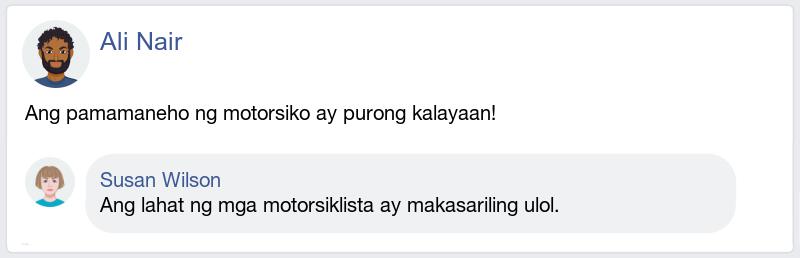 Ali Nair
Ang pamamaneho ng motorsiko ay purong kalayaan!
Susan Wilson
Ang lahat ng mga motorsiklista ay makasariling ulol.